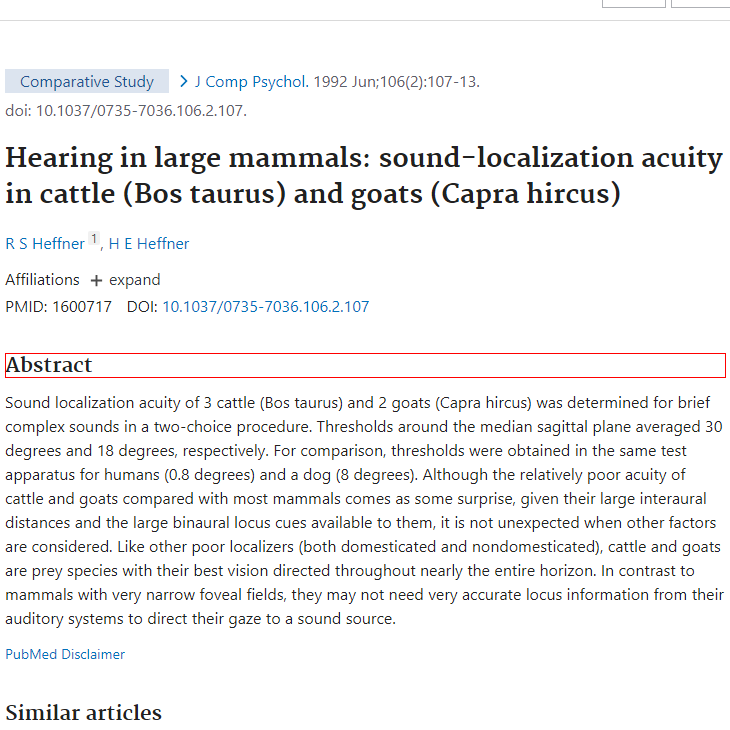 Comparative Study > J Comp Psychol. 1992 Jun;106(2):107-13.
doi: 10.1037/0735-7036.106.2.107.
Hearing in large mammals: sound-localization acuity
in cattle (Bos taurus) and goats (Capra hircus)
R S Heffner 1, H E Heffner
Affiliations + expand
PMID: 1600717 DOI: 10.1037/0735-7036.106.2.107
Abstract
Sound localization acuity of 3 cattle (Bos taurus) and 2 goats (Capra hircus) was determined for brief
complex sounds in a two-choice procedure. Thresholds around the median sagittal plane averaged 30
degrees and 18 degrees, respectively. For comparison, thresholds were obtained in the same test
apparatus for humans (0.8 degrees) and a dog (8 degrees). Although the relatively poor acuity of
cattle and goats compared with most mammals comes as some surprise, given their large interaural
distances and the large binaural locus cues available to them, it is not unexpected when other factors
are considered. Like other poor localizers (both domesticated and nondomesticated), cattle and goats
are prey species with their best vision directed throughout nearly the entire horizon. In contrast to
mammals with very narrow foveal fields, they may not need very accurate locus information from their
auditory systems to direct their gaze to a sound source.
PubMed Disclaimer
Similar articles